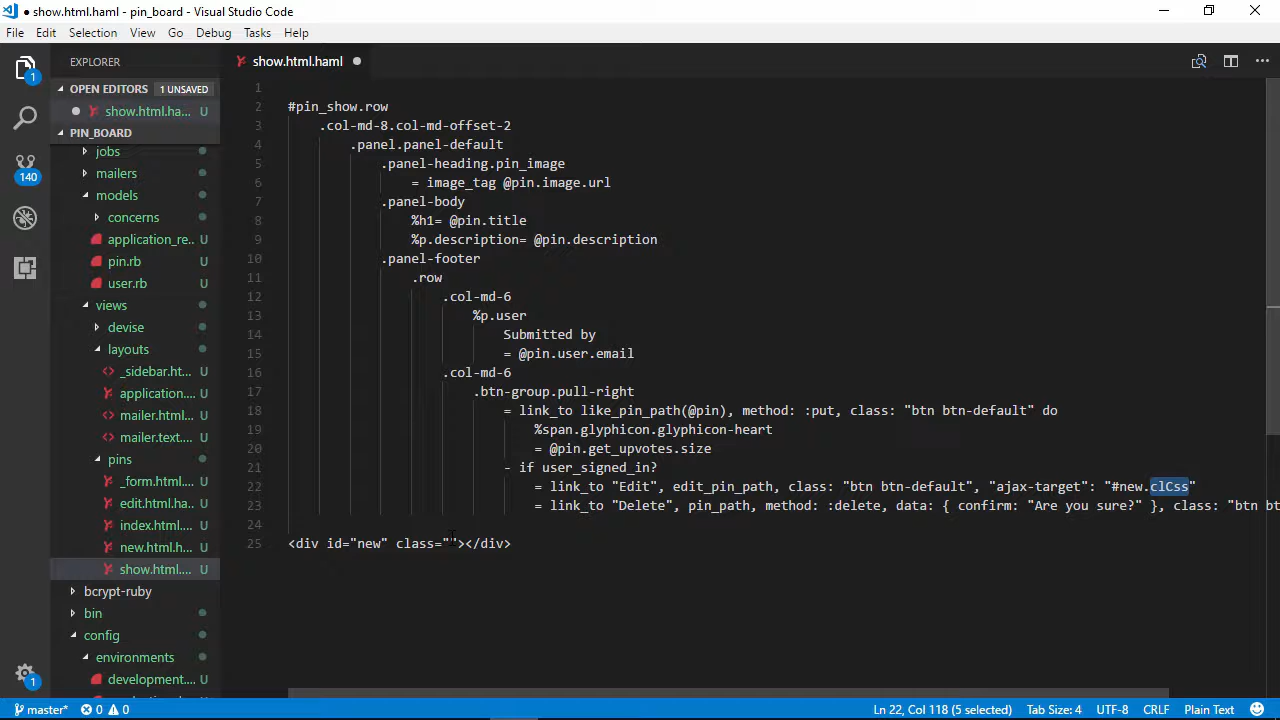 show.html.haml - pin_board - Visual Studio Code
File Edit Selection View Go Debug Tasks Help
EXPLORER
OPEN EDITORS 1 UNSAVED
show.html.ha... U
PIN_BOARD
jobs
mailers
models
concerns
application_re... U
pin.rb U
user.rb U
views
devise
layouts
_sidebar.ht... U
application.... U
mailer.html... U
mailer.text.... U
pins
_form.html.... U
edit.html.ha... U
index.html.... U
new.html.h... U
show.html.... U
bcrypt-ruby
bin
config
environments
development.... U
1
140
1
show.html.haml
1
2 #pin_show.row
3 .col-md-8.col-md-offset-2
4 .panel.panel-default
5 .panel-heading.pin_image
6 = image_tag @pin.image.url
7 .panel-body
8 %h1= @pin.title
9 %p.description= @pin.description
10 .panel-footer
11 .row
12 .col-md-6
13 %p.user
14 Submitted by
15 = @pin.user.email
16 .col-md-6
17 .btn-group.pull-right
18 = link_to like_pin_path(@pin), method: :put, class: "btn btn-default" do
19 %span.glyphicon.glyphicon-heart
20 = @pin.get_upvotes.size
21 - if user_signed_in?
22 = link_to "Edit", edit_pin_path, class: "btn btn-default", "ajax-target": "#new.clCss"
23 = link_to "Delete", pin_path, method: :delete, data: { confirm: "Are you sure?" }, class: "btn bt
24
25 <div id="new" class=""></div>
master* 0 0 Ln 22, Col 118 (5 selected) Tab Size: 4 UTF-8 CRLF Plain Text